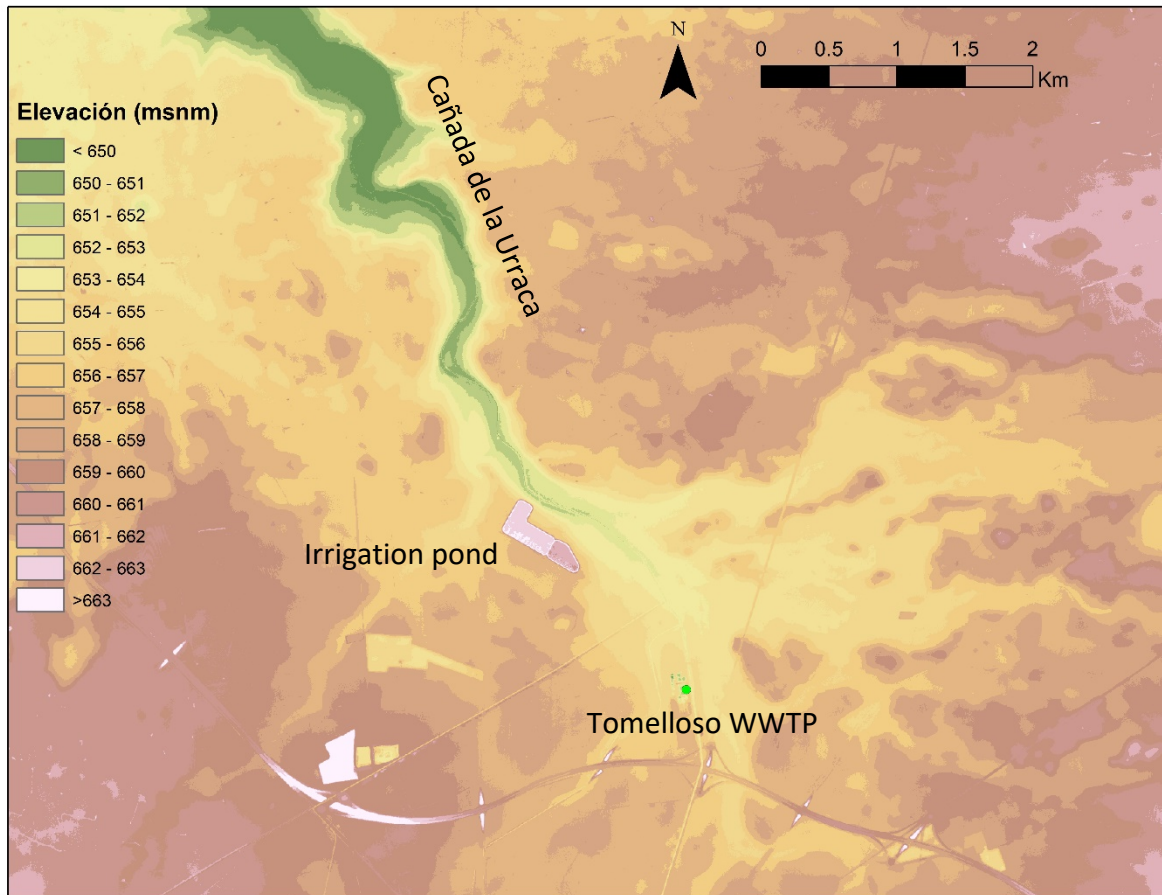 N
0 0.5 1 1.5 2
Km
Cañada de la Urraca
Elevación (msnm)
< 650
650 - 651
651 - 652
652 - 653
653 - 654
654 - 655
655 - 656
656 - 657
657 - 658
658 - 659
659 - 660
660 - 661
661 - 662
662 - 663
>663
Irrigation pond
Tomelloso WWTP